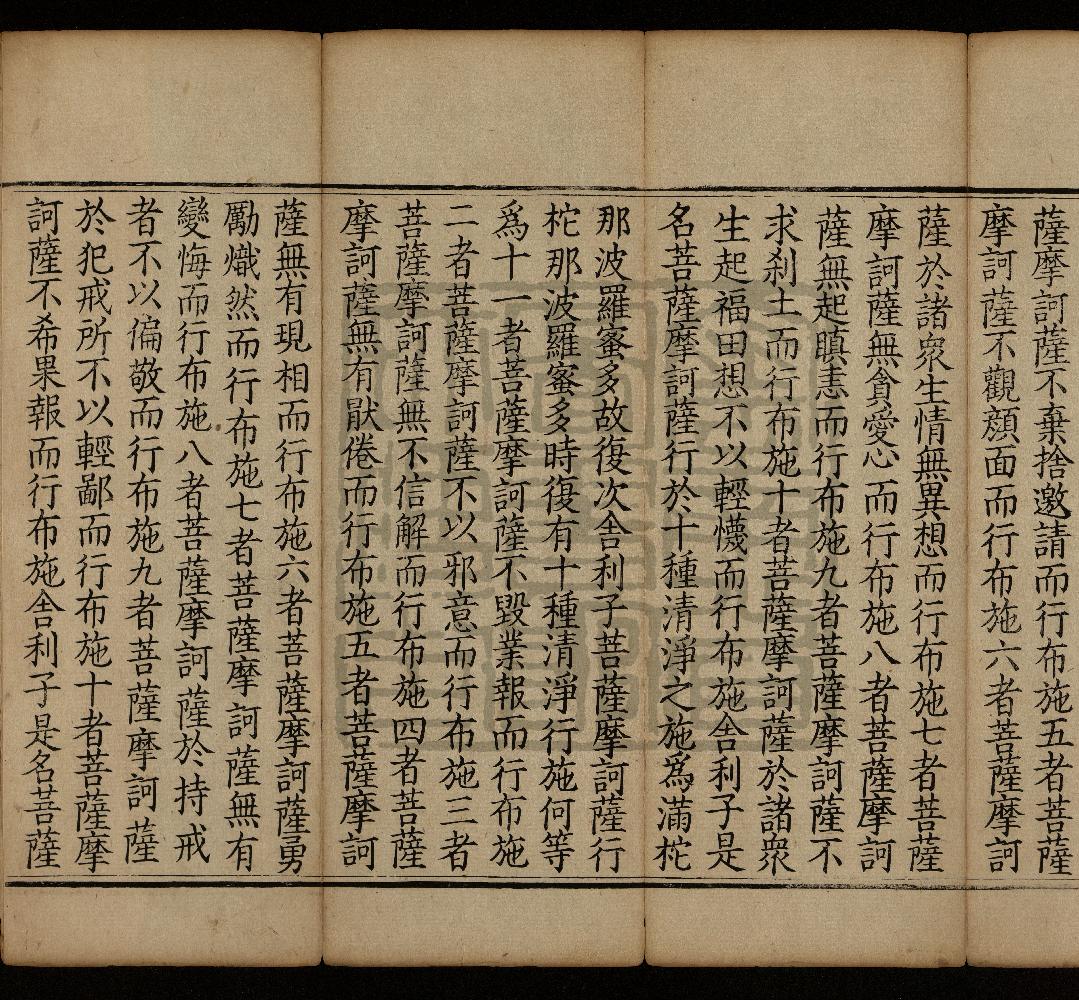 薩摩訶薩不棄捨邀請而行布施五者菩薩
摩訶薩不觀顏面而行布施六者菩薩摩訶
薩於諸眾生情無異想而行布施七者菩薩
摩訶薩無貪愛心而行布施八者菩薩摩訶
薩無起瞋恚而行布施九者菩薩摩訶薩不
求刹土而行布施十者菩薩摩訶薩於諸眾
生起福田想不以輕懱而行布施舍利子是
名菩薩摩訶薩行於十種清淨之施爲滿柁
那波羅蜜多故復次舍利子菩薩摩訶薩行
柁那波羅蜜多時復有十種清淨行施何等
爲十一者菩薩摩訶薩不毀業報而行布施
二者菩薩摩訶薩不以邪意而行布施三者
菩薩摩訶薩無不信解而行布施四者菩薩
摩訶薩無有猒倦而行布施五者菩薩摩訶
薩無有現相而行布施六者菩薩摩訶薩勇
勵熾然而行布施七者菩薩摩訶薩無有
變悔而行布施八者菩薩摩訶薩於持戒
者不以偏敬而行布施九者菩薩摩訶薩
於犯戒所不以輕鄙而行布施十者菩薩摩
訶薩不希果報而行布施舍利子是名菩薩